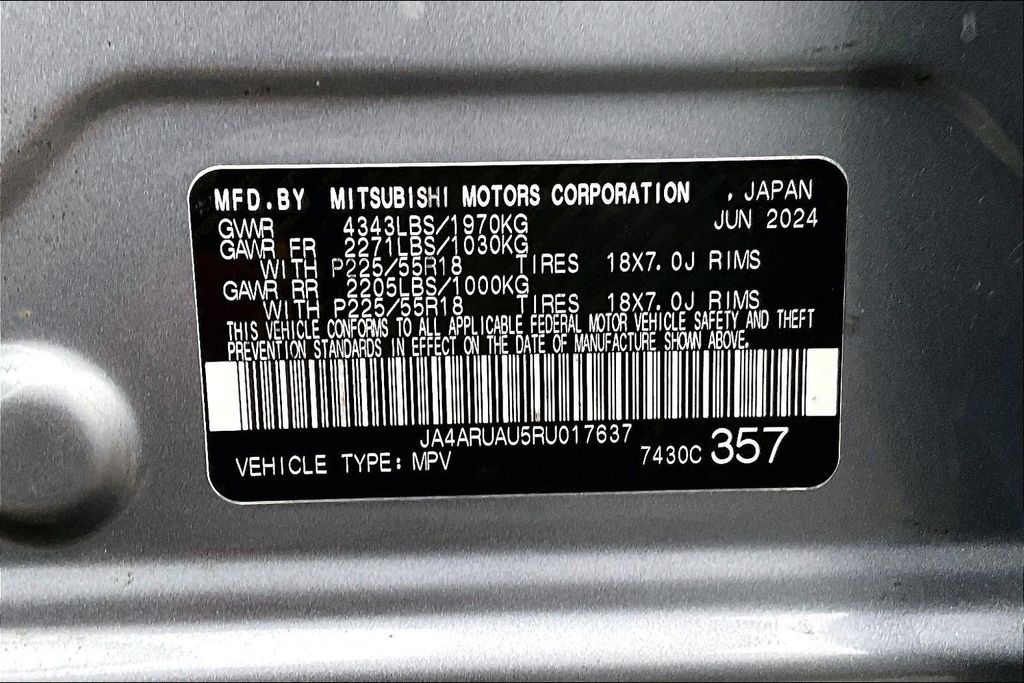 MFD.BY MITSUBISHI MOTORS CORPORATION , JAPAN
GVWR 4343LBS/1970KG JUN 2024
GAWR FR 2271LBS/1030KG
WITH P225/55R18 TIRES 18X7.0J RIMS
GAWR RR 2205LBS/1000KG
WITH P225/55R18 TIRES 18X7.0J RIMS
THIS VEHICLE CONFORMS TO ALL APPLICABLE FEDERAL MOTOR VEHICLE SAFETY AND THEFT
PREVENTION STANDARDS IN EFFECT ON THE DATE OF MANUFACTURE SHOWN ABOVE.
JA4ARUAU5RU017637
VEHICLE TYPE: MPV 7430C 357